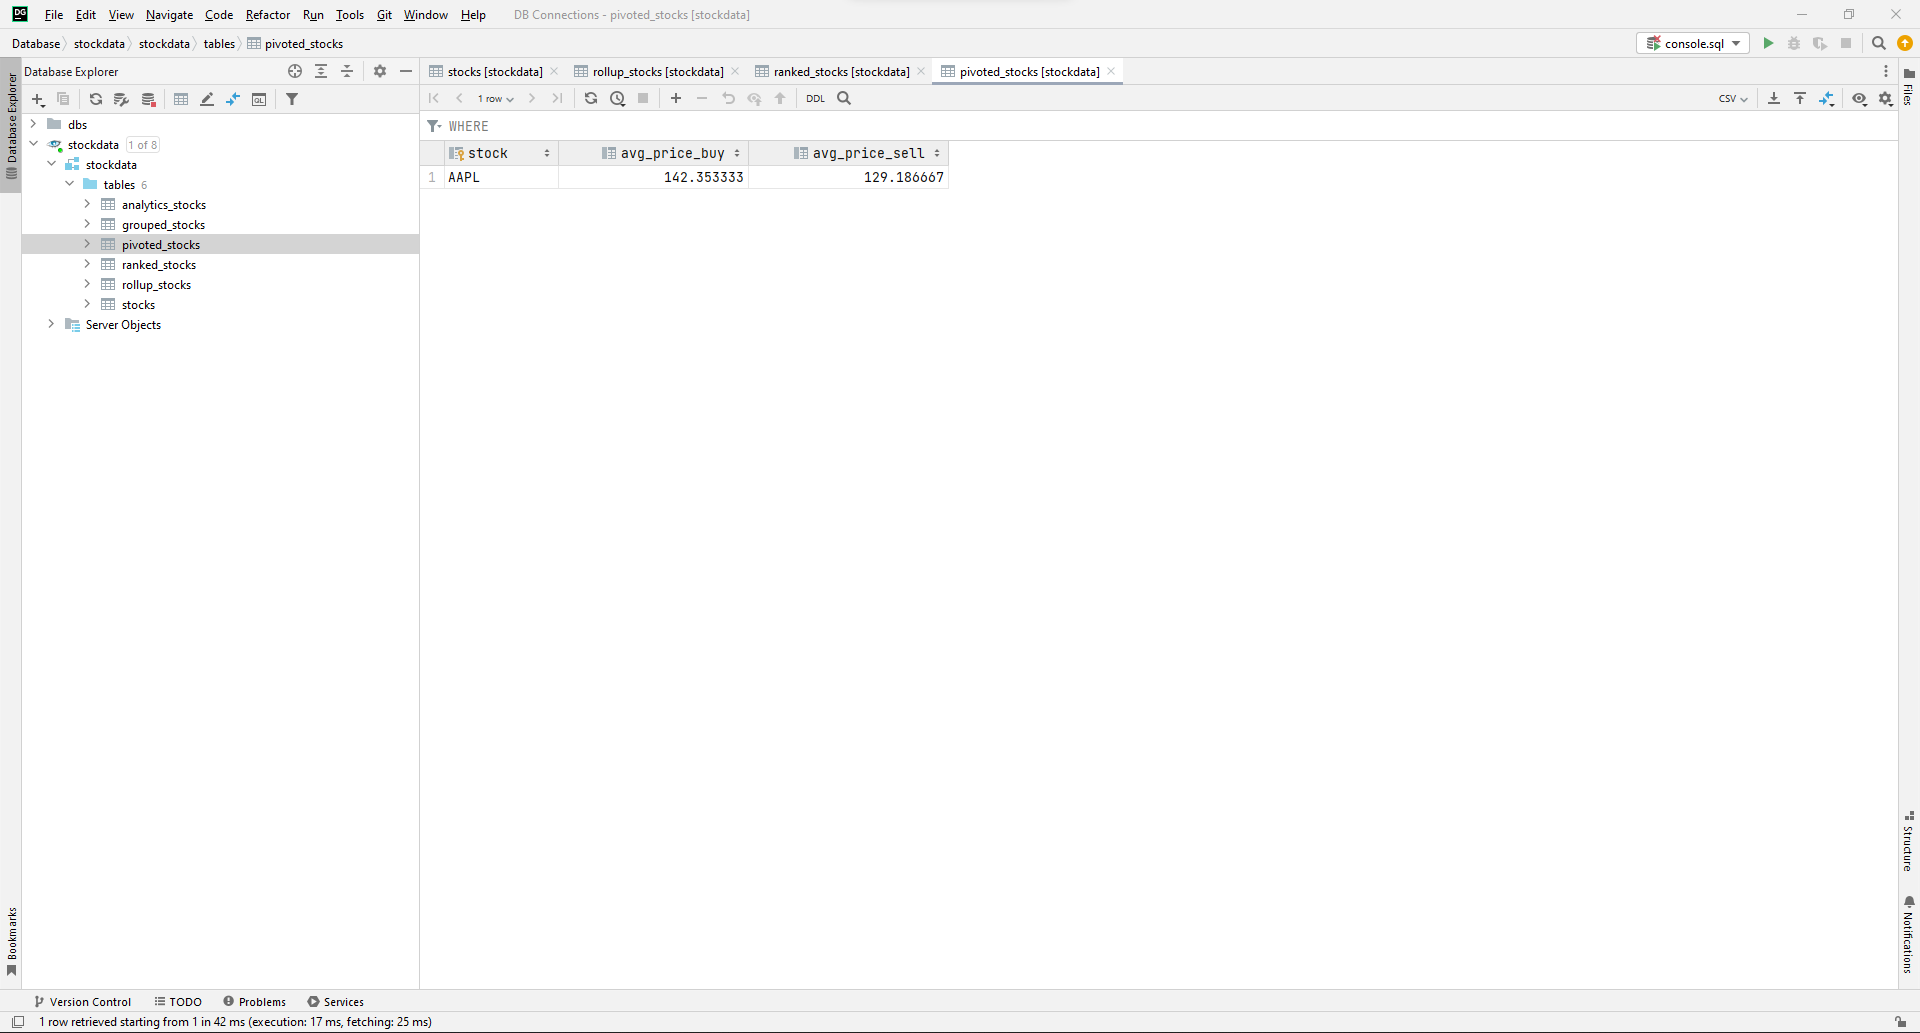 DG File Edit View Navigate Code Refactor Run Tools Git Window Help DB Connections - pivoted_stocks [stockdata]
Database stockdata stockdata tables pivoted_stocks console.sql
Database Explorer
stocks [stockdata] rollup_stocks [stockdata] ranked_stocks [stockdata] pivoted_stocks [stockdata]
1 row DDL CSV
WHERE
stock avg_price_buy avg_price_sell
1 AAPL 142.353333 129.186667
dbs
stockdata 1 of 8
stockdata
tables 6
analytics_stocks
grouped_stocks
pivoted_stocks
ranked_stocks
rollup_stocks
stocks
Server Objects
Database Explorer
Bookmarks
Files
Structure
Notifications
Version Control TODO Problems Services
1 row retrieved starting from 1 in 42 ms (execution: 17 ms, fetching: 25 ms)